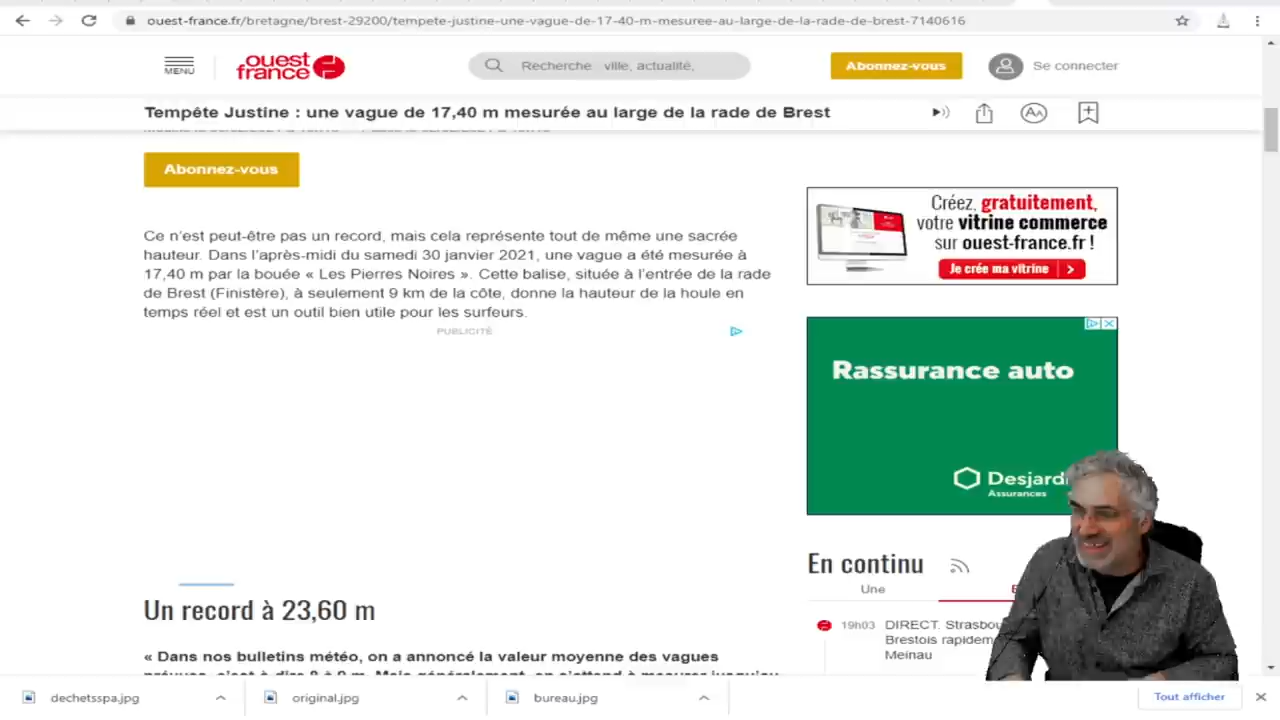 ouest-france.fr/bretagne/brest-29200/tempete-justine-une-vague-de-17-40-m-mesuree-au-large-de-la-rade-de-brest-7140616
MENU
ouest
france
Recherche ville, actualité,
Abonnez-vous
Se connecter
Tempête Justine : une vague de 17,40 m mesurée au large de la rade de Brest
AA
Abonnez-vous
Ce n'est peut-être pas un record, mais cela représente tout de même une sacrée
hauteur. Dans l'après-midi du samedi 30 janvier 2021, une vague a été mesurée à
17,40 m par la bouée « Les Pierres Noires ». Cette balise, située à l'entrée de la rade
de Brest (Finistère), à seulement 9 km de la côte, donne la hauteur de la houle en
temps réel et est un outil bien utile pour les surfeurs.
PUBLICITÉ
Un record à 23,60 m
« Dans nos bulletins météo, on a annoncé la valeur moyenne des vagues
Créez, gratuitement,
votre vitrine commerce
sur ouest-france.fr !
Je crée ma vitrine
Rassurance auto
Desjard
Assurances
En continu
Une
19h03 DIRECT. Strasbou
Brestois rapidem
Meinau
dechetsspa.jpg
original.jpg
bureau.jpg
Tout afficher